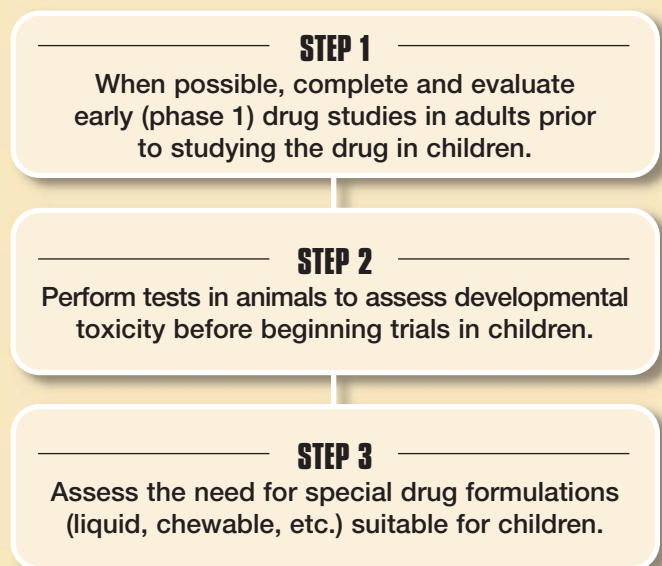 STEP 1
When possible, complete and evaluate
early (phase 1) drug studies in adults prior
to studying the drug in children.
STEP 2
Perform tests in animals to assess developmental
toxicity before beginning trials in children.
STEP 3
Assess the need for special drug formulations
(liquid, chewable, etc.) suitable for children.